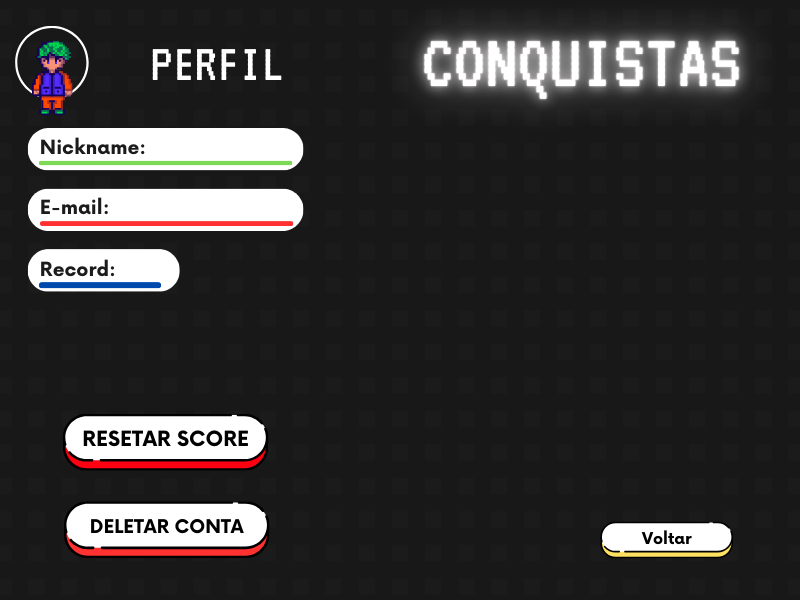 PERFIL
CONQUISTAS
Nickname:
E-mail:
Record:
RESETAR SCORE
DELETAR CONTA
Voltar